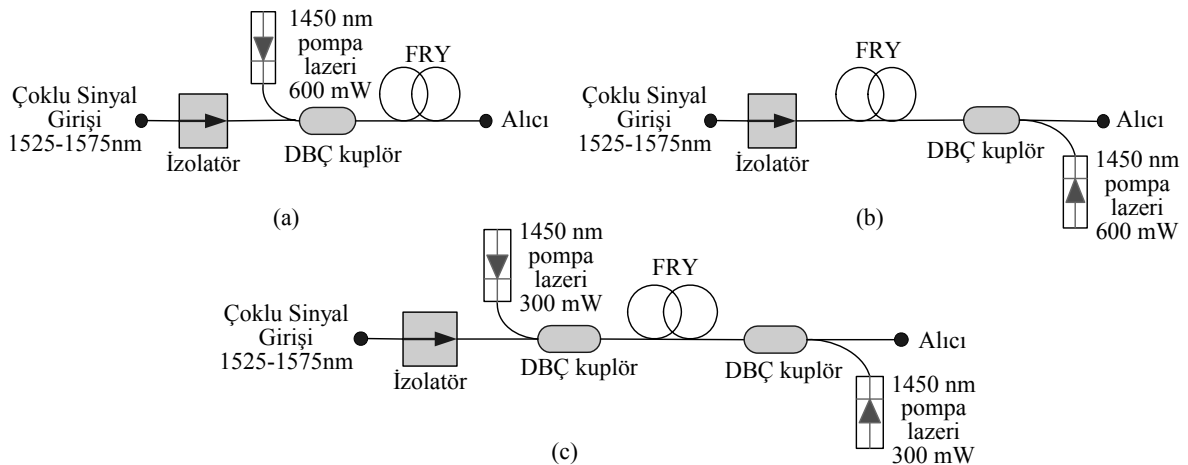 1450 nm
pompa
lazeri
600 mW
FRY
Çoklu Sinyal
Girişi
1525-1575nm
İzolatör
DBÇ kuplör
Alıcı
(a)
FRY
Çoklu Sinyal
Girişi
1525-1575nm
İzolatör
DBÇ kuplör
Alıcı
1450 nm
pompa
lazeri
600 mW
(b)
1450 nm
pompa
lazeri
300 mW
FRY
Çoklu Sinyal
Girişi
1525-1575nm
İzolatör
DBÇ kuplör
DBÇ kuplör
Alıcı
1450 nm
pompa
lazeri
300 mW
(c)